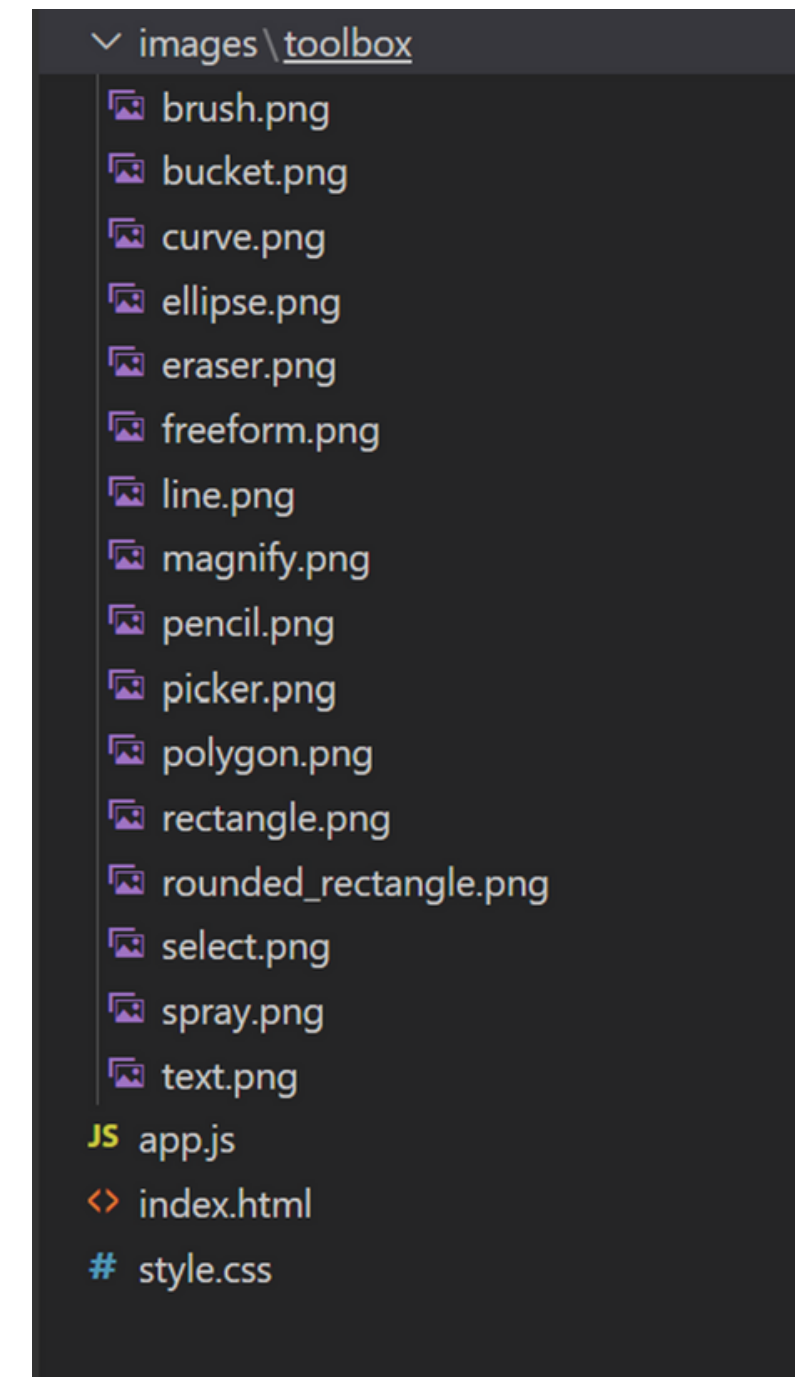 images\toolbox
brush.png
bucket.png
curve.png
ellipse.png
eraser.png
freeform.png
line.png
magnify.png
pencil.png
picker.png
polygon.png
rectangle.png
rounded_rectangle.png
select.png
spray.png
text.png
JS app.js
<> index.html
# style.css